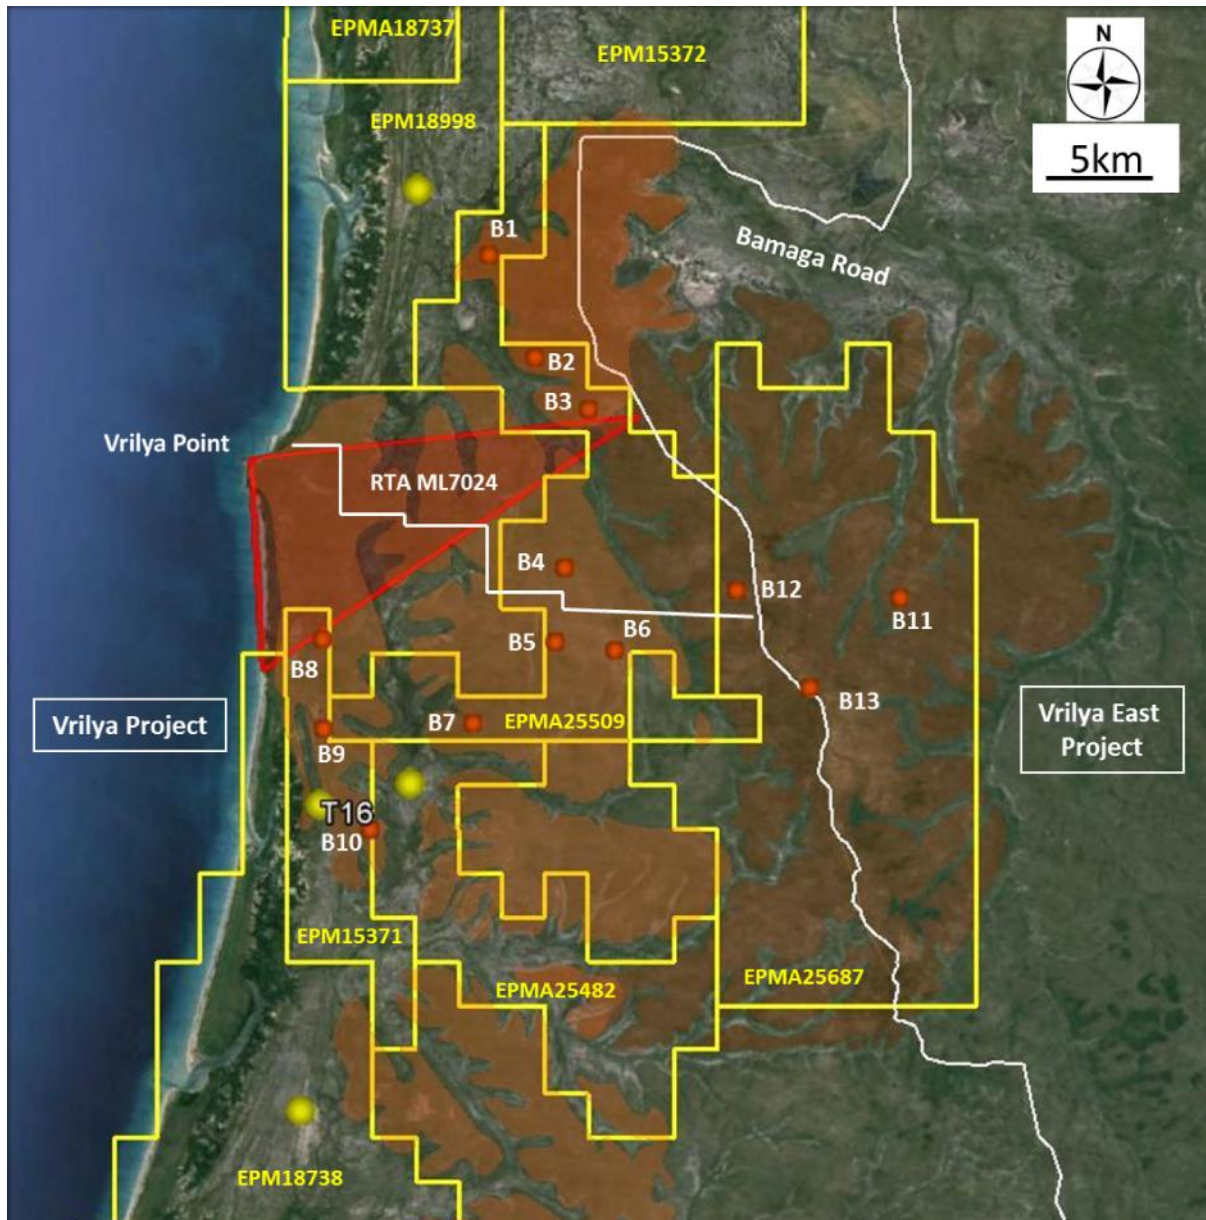 EPMA18737
EPM15372
N
EPM18998
5km
B1
Bamaga Road
B2
B3
Vrilya Point
RTA ML7024
B4
B12
B11
B5
B6
B8
B13
Vrilya Project
B7
EPMA25509
Vrilya East
Project
B9
T16
B10
EPM15371
EPMA25482
EPMA25687
EPM18738